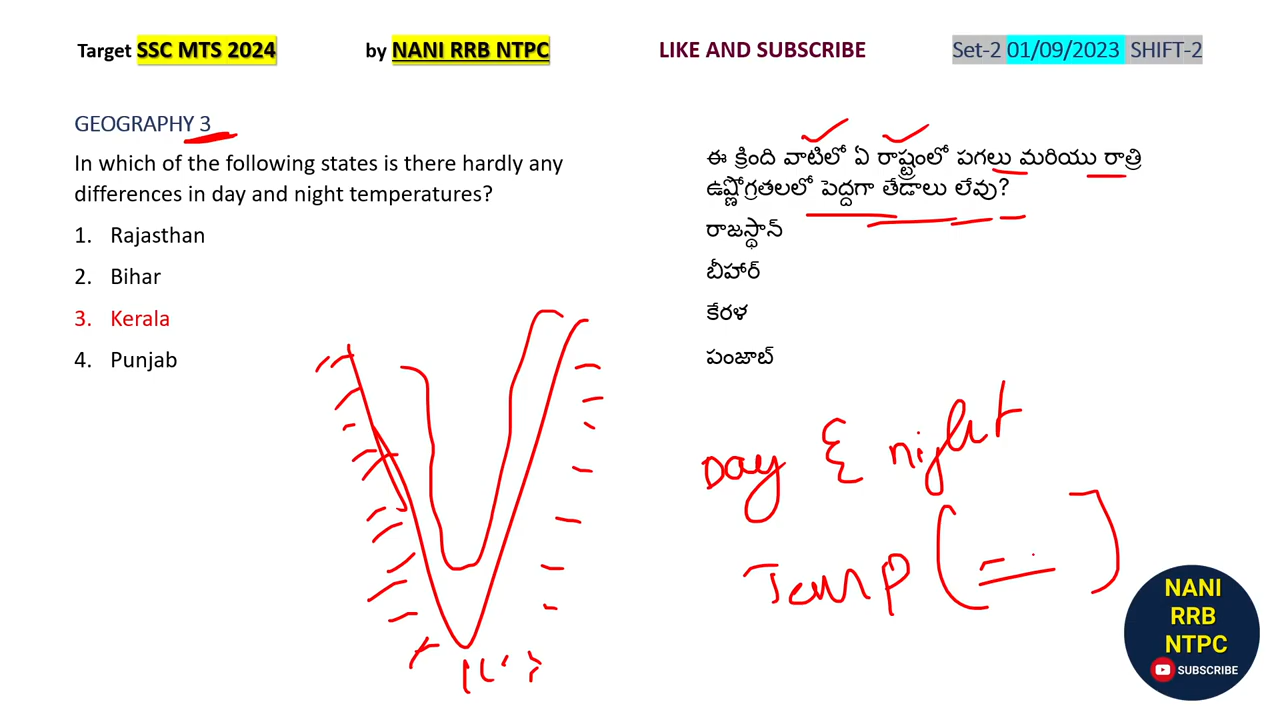 Target SSC MTS 2024 by NANI RRB NTPC LIKE AND SUBSCRIBE Set-2 01/09/2023 SHIFT-2
GEOGRAPHY 3
In which of the following states is there hardly any
differences in day and night temperatures?
1. Rajasthan
2. Bihar
3. Kerala
4. Punjab
ఈ క్రింది వాటిలో ఏ రాష్ట్రంలో పగలు మరియు రాత్రి
ఉష్ణోగ్రతలలో పెద్దగా తేడాలు లేవు?
రాజస్థాన్
బీహార్
కేరళ
పంజాబ్
Day & night
Temp ( = )
NANI
RRB
NTPC
SUBSCRIBE